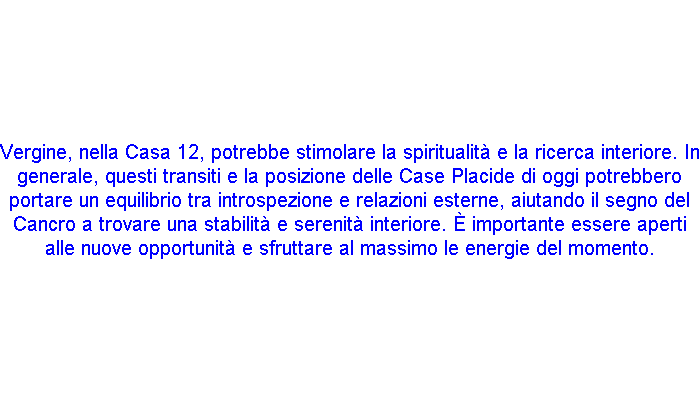 Vergine, nella Casa 12, potrebbe stimolare la spiritualità e la ricerca interiore. In
generale, questi transiti e la posizione delle Case Placide di oggi potrebbero
portare un equilibrio tra introspezione e relazioni esterne, aiutando il segno del
Cancro a trovare una stabilità e serenità interiore. È importante essere aperti
alle nuove opportunità e sfruttare al massimo le energie del momento.